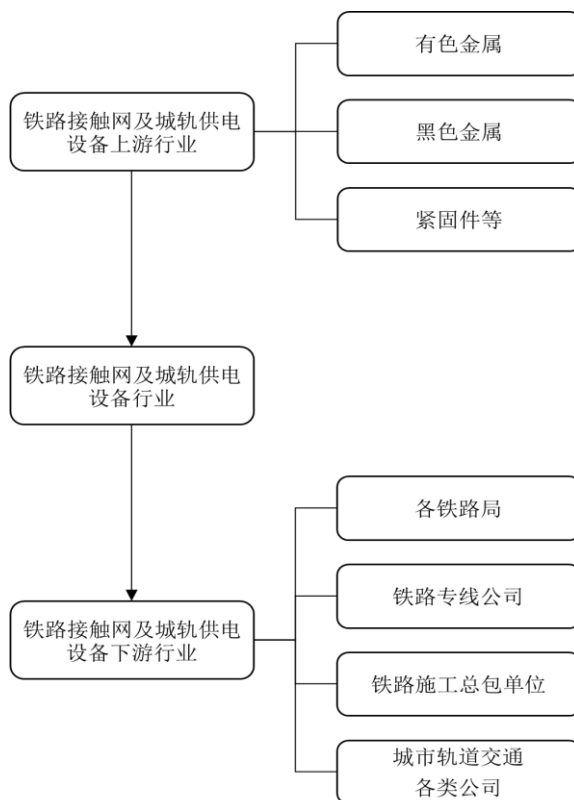 有色金属
铁路接触网及城轨供电
设备上游行业
黑色金属
紧固件等
铁路接触网及城轨供电
设备行业
各铁路局
铁路专线公司
铁路接触网及城轨供电
设备下游行业
铁路施工总包单位
城市轨道交通
各类公司